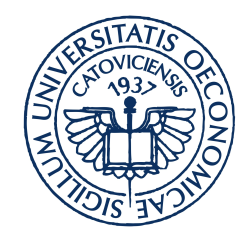 SIGILLUM UNIVERSITATIS OECONOMICAE
CATOVICIENSIS
1937